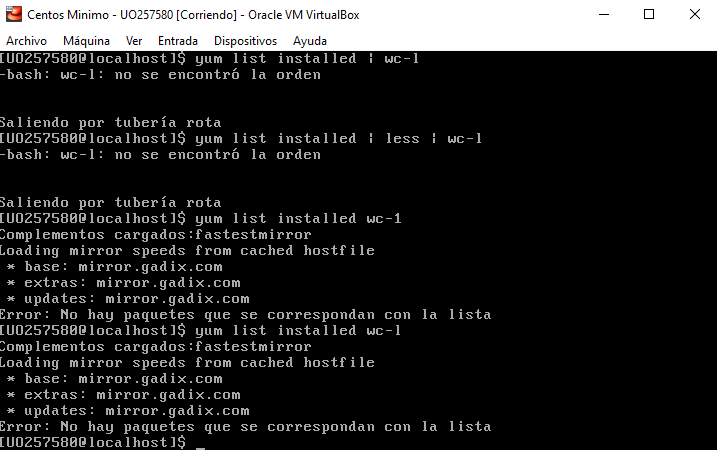 Centos Minimo - UO257580 [Corriendo] - Oracle VM VirtualBox
Archivo Máquina Ver Entrada Dispositivos Ayuda
[UO257580@localhost]$ yum list installed | wc-l
-bash: wc-l: no se encontró la orden
Saliendo por tubería rota
[UO257580@localhost]$ yum list installed | less | wc-l
-bash: wc-l: no se encontró la orden
Saliendo por tubería rota
[UO257580@localhost]$ yum list installed wc-1
Complementos cargados:fastestmirror
Loading mirror speeds from cached hostfile
* base: mirror.gadix.com
* extras: mirror.gadix.com
* updates: mirror.gadix.com
Error: No hay paquetes que se correspondan con la lista
[UO257580@localhost]$ yum list installed wc-l
Complementos cargados:fastestmirror
Loading mirror speeds from cached hostfile
* base: mirror.gadix.com
* extras: mirror.gadix.com
* updates: mirror.gadix.com
Error: No hay paquetes que se correspondan con la lista
[UO257580@localhost]$ _